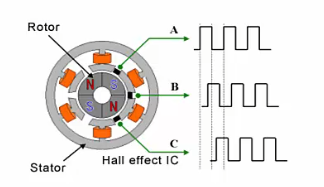 Rotor
A
N S
B
S N
C
Hall effect IC
Stator